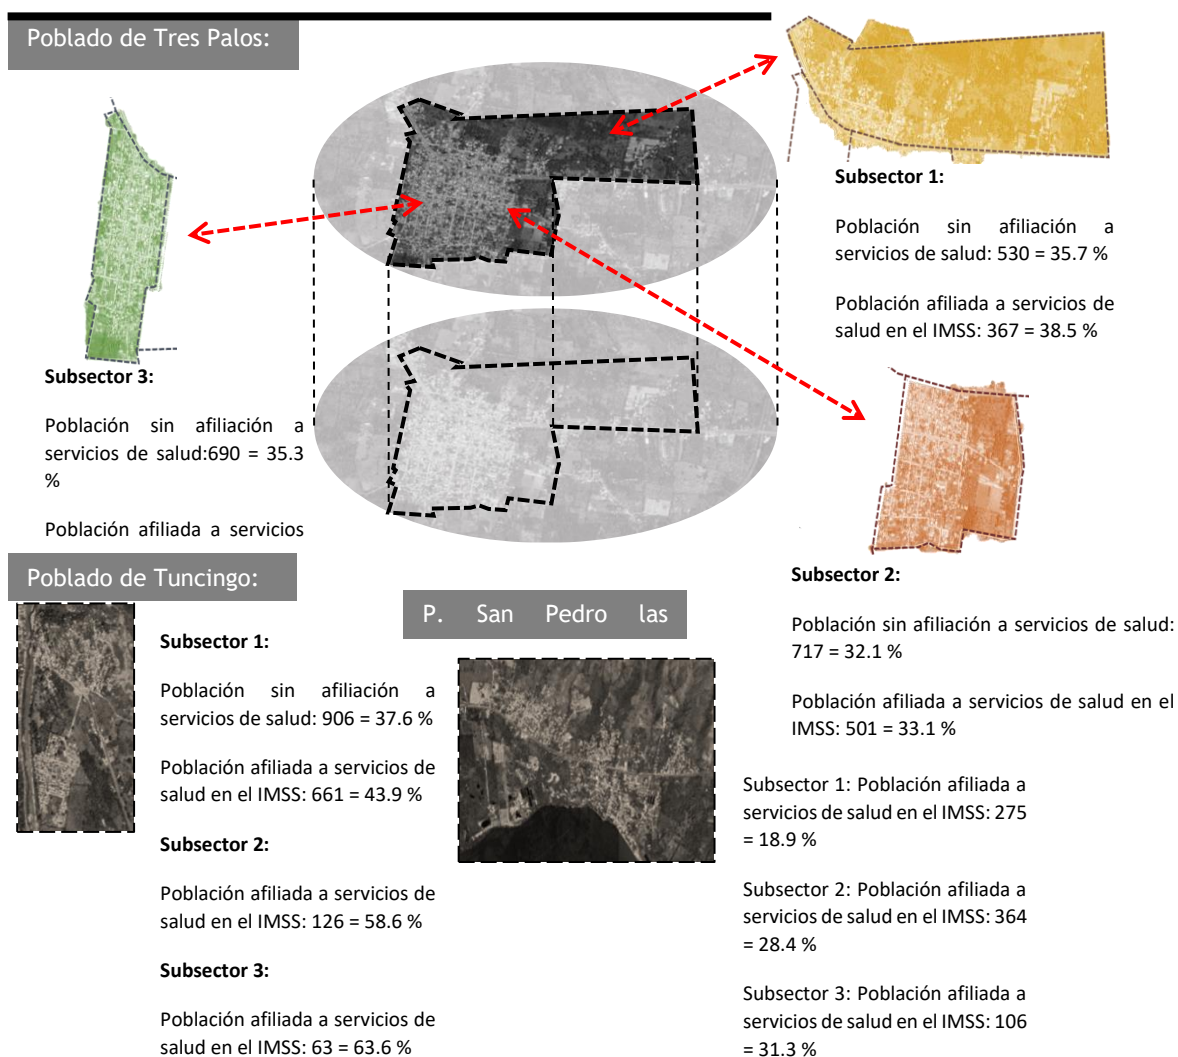 Poblado de Tres Palos:
Subsector 1:
Población sin afiliación a
servicios de salud: 530 = 35.7 %
Población afiliada a servicios de
salud en el IMSS: 367 = 38.5 %
Subsector 3:
Población sin afiliación a
servicios de salud:690 = 35.3
%
Población afiliada a servicios
Subsector 2:
Población sin afiliación a servicios de salud:
717 = 32.1 %
Población afiliada a servicios de salud en el
IMSS: 501 = 33.1 %
Poblado de Tuncingo:
Subsector 1:
Población sin afiliación a
servicios de salud: 906 = 37.6 %
Población afiliada a servicios de
salud en el IMSS: 661 = 43.9 %
Subsector 2:
Población afiliada a servicios de
salud en el IMSS: 126 = 58.6 %
Subsector 3:
Población afiliada a servicios de
salud en el IMSS: 63 = 63.6 %
P. San Pedro las
Subsector 1: Población afiliada a
servicios de salud en el IMSS: 275
= 18.9 %
Subsector 2: Población afiliada a
servicios de salud en el IMSS: 364
= 28.4 %
Subsector 3: Población afiliada a
servicios de salud en el IMSS: 106
= 31.3 %